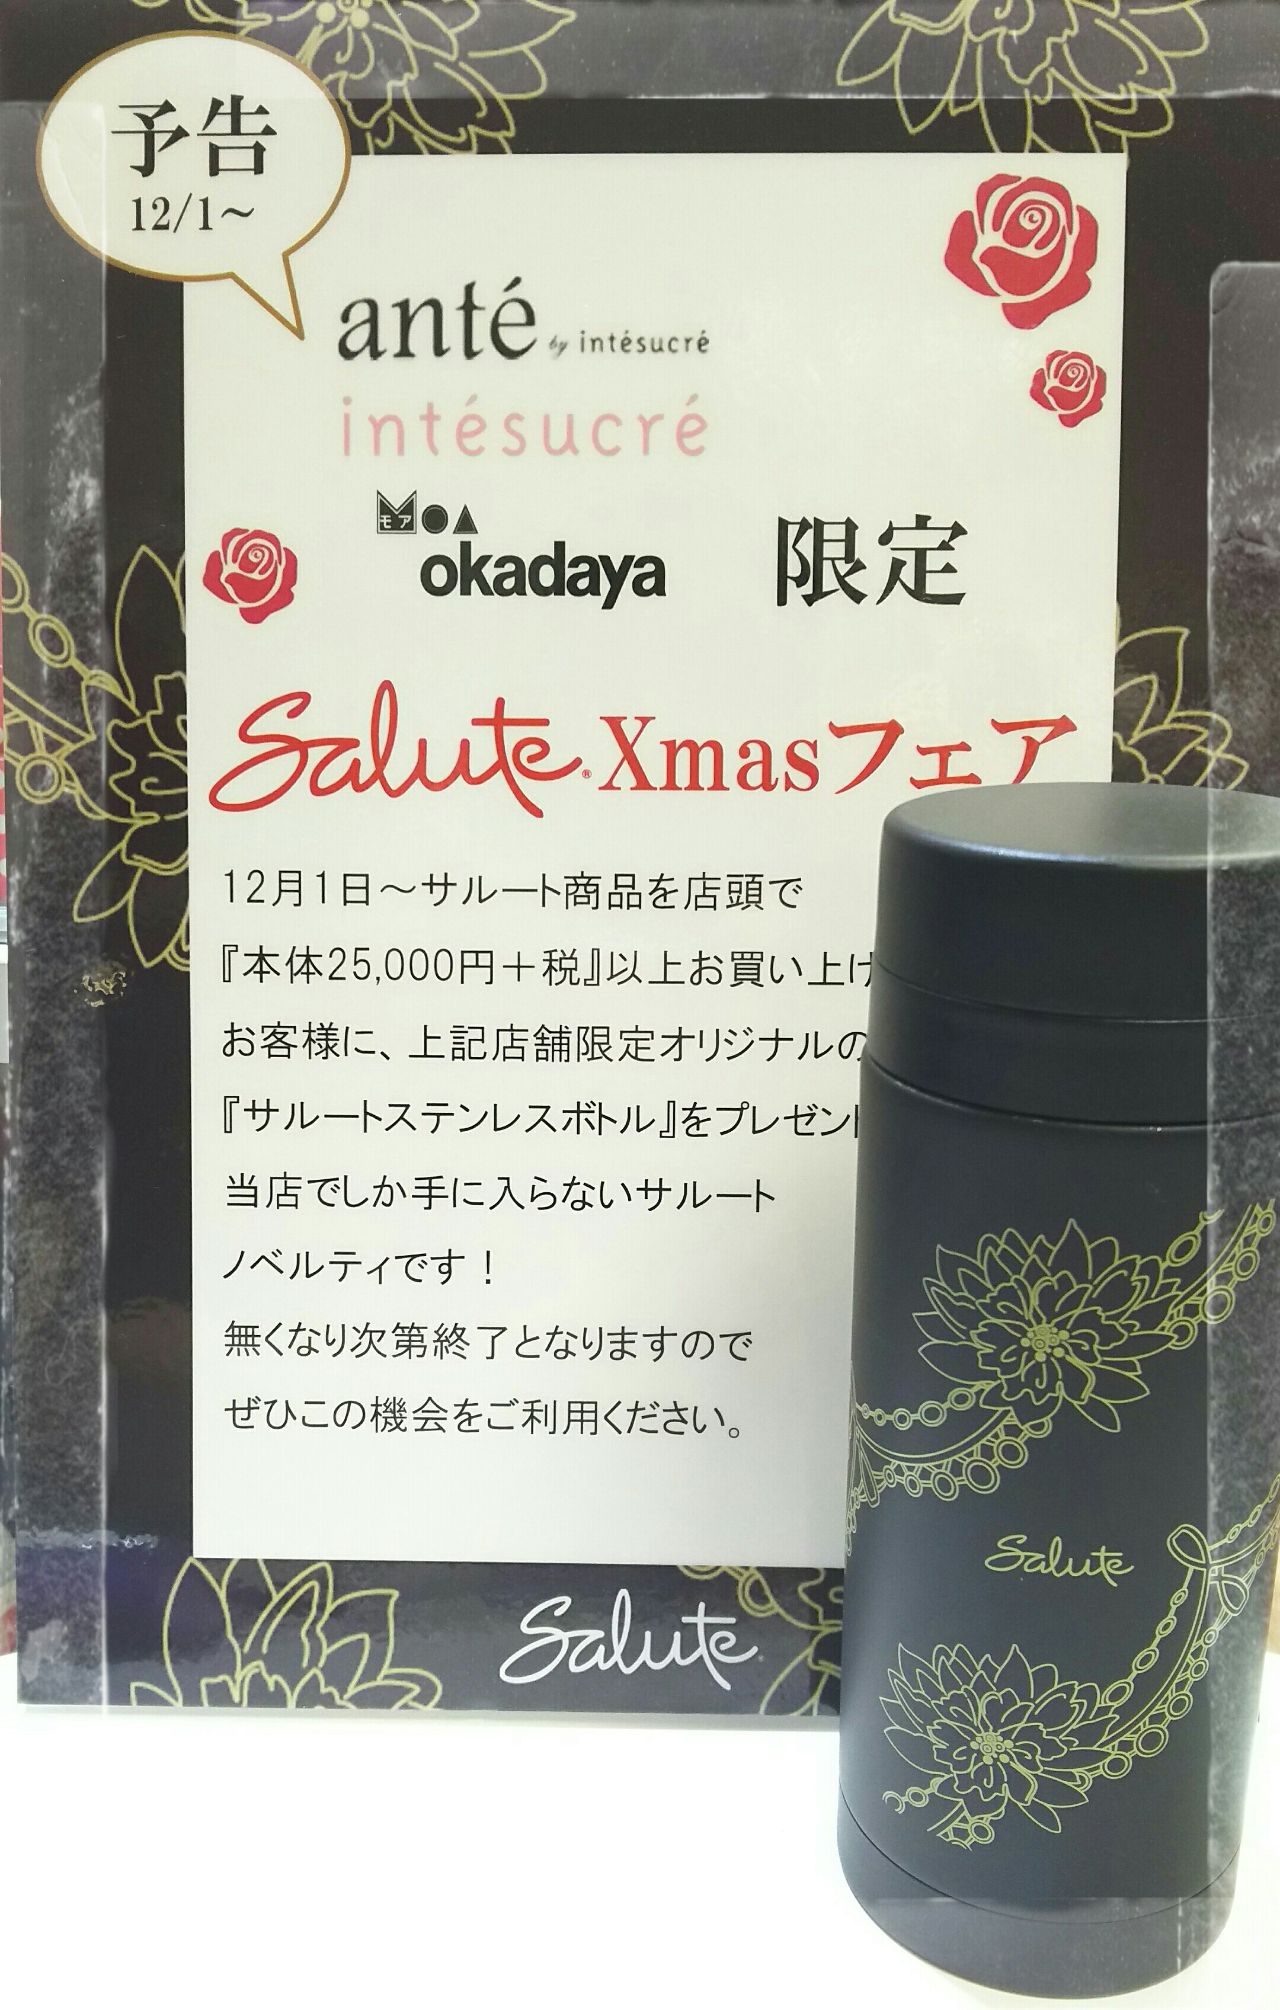 予告
12/1～
anté by intésucré
intésucré
MOA
モア
okadaya 限定
Salute® Xmasフェア
12月1日～サルート商品を店頭で
『本体25,000円＋税』以上お買い上げ
お客様に、上記店舗限定オリジナルの
『サルートステンレスボトル』をプレゼント
当店でしか手に入らないサルート
ノベルティです！
無くなり次第終了となりますので
ぜひこの機会をご利用ください。
Salute
Salute